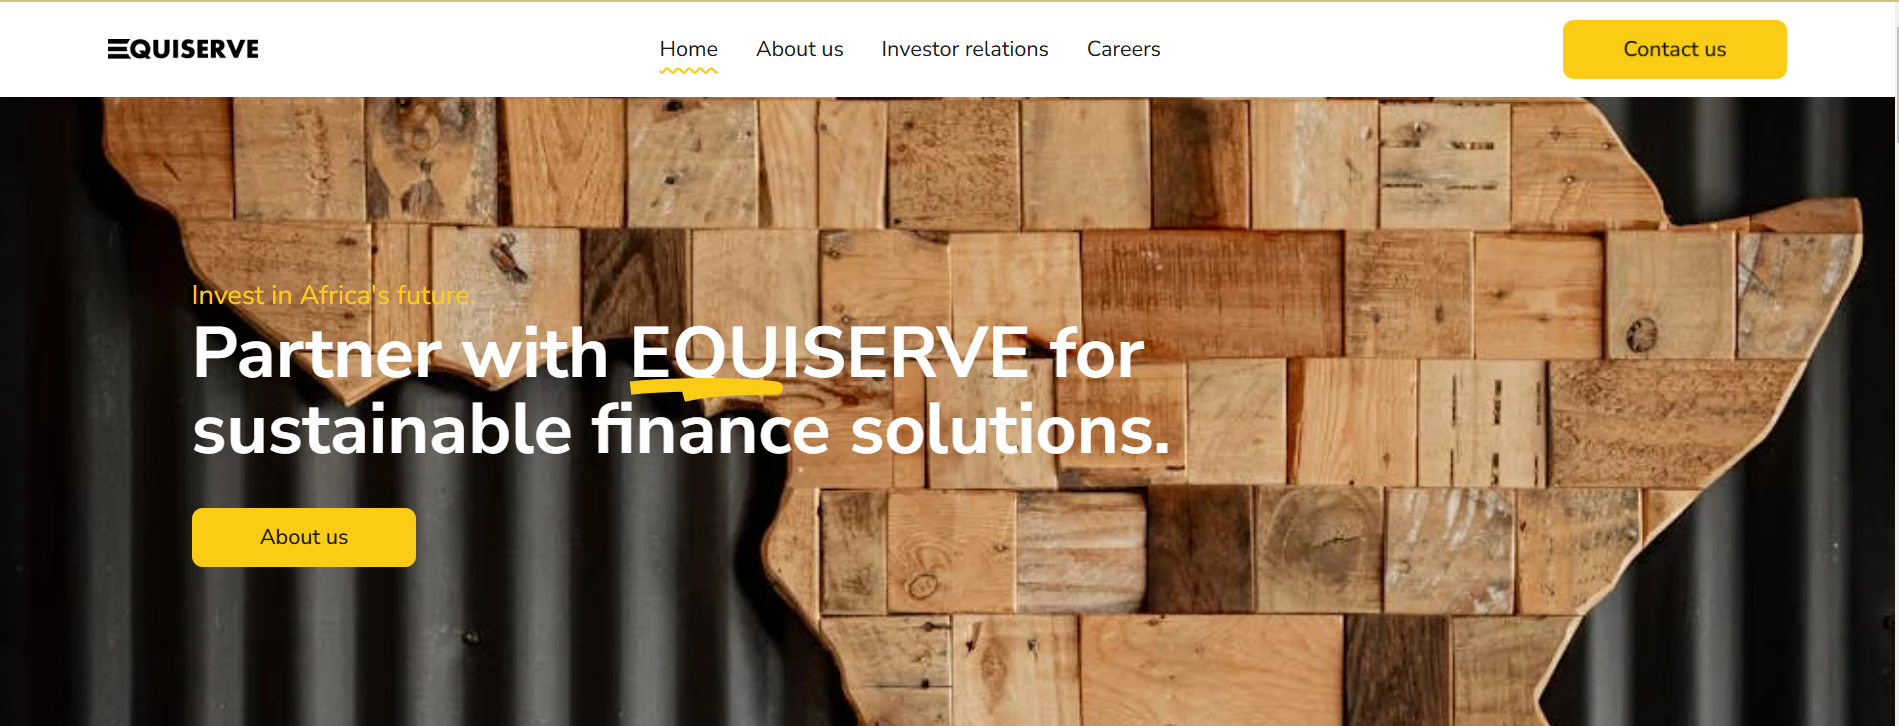 EQUISERVE
Home
About us
Investor relations
Careers
Contact us
Invest in Africa's future.
Partner with EQUISERVE for
sustainable finance solutions.
About us